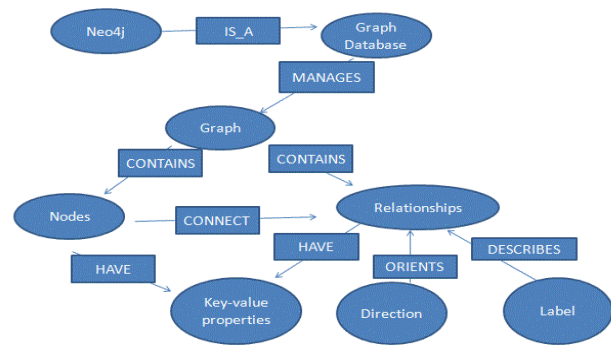 Neo4j
IS_A
Graph
Database
MANAGES
Graph
CONTAINS
CONTAINS
Nodes
CONNECT
Relationships
HAVE
HAVE
ORIENTS
DESCRIBES
Key-value
properties
Direction
Label